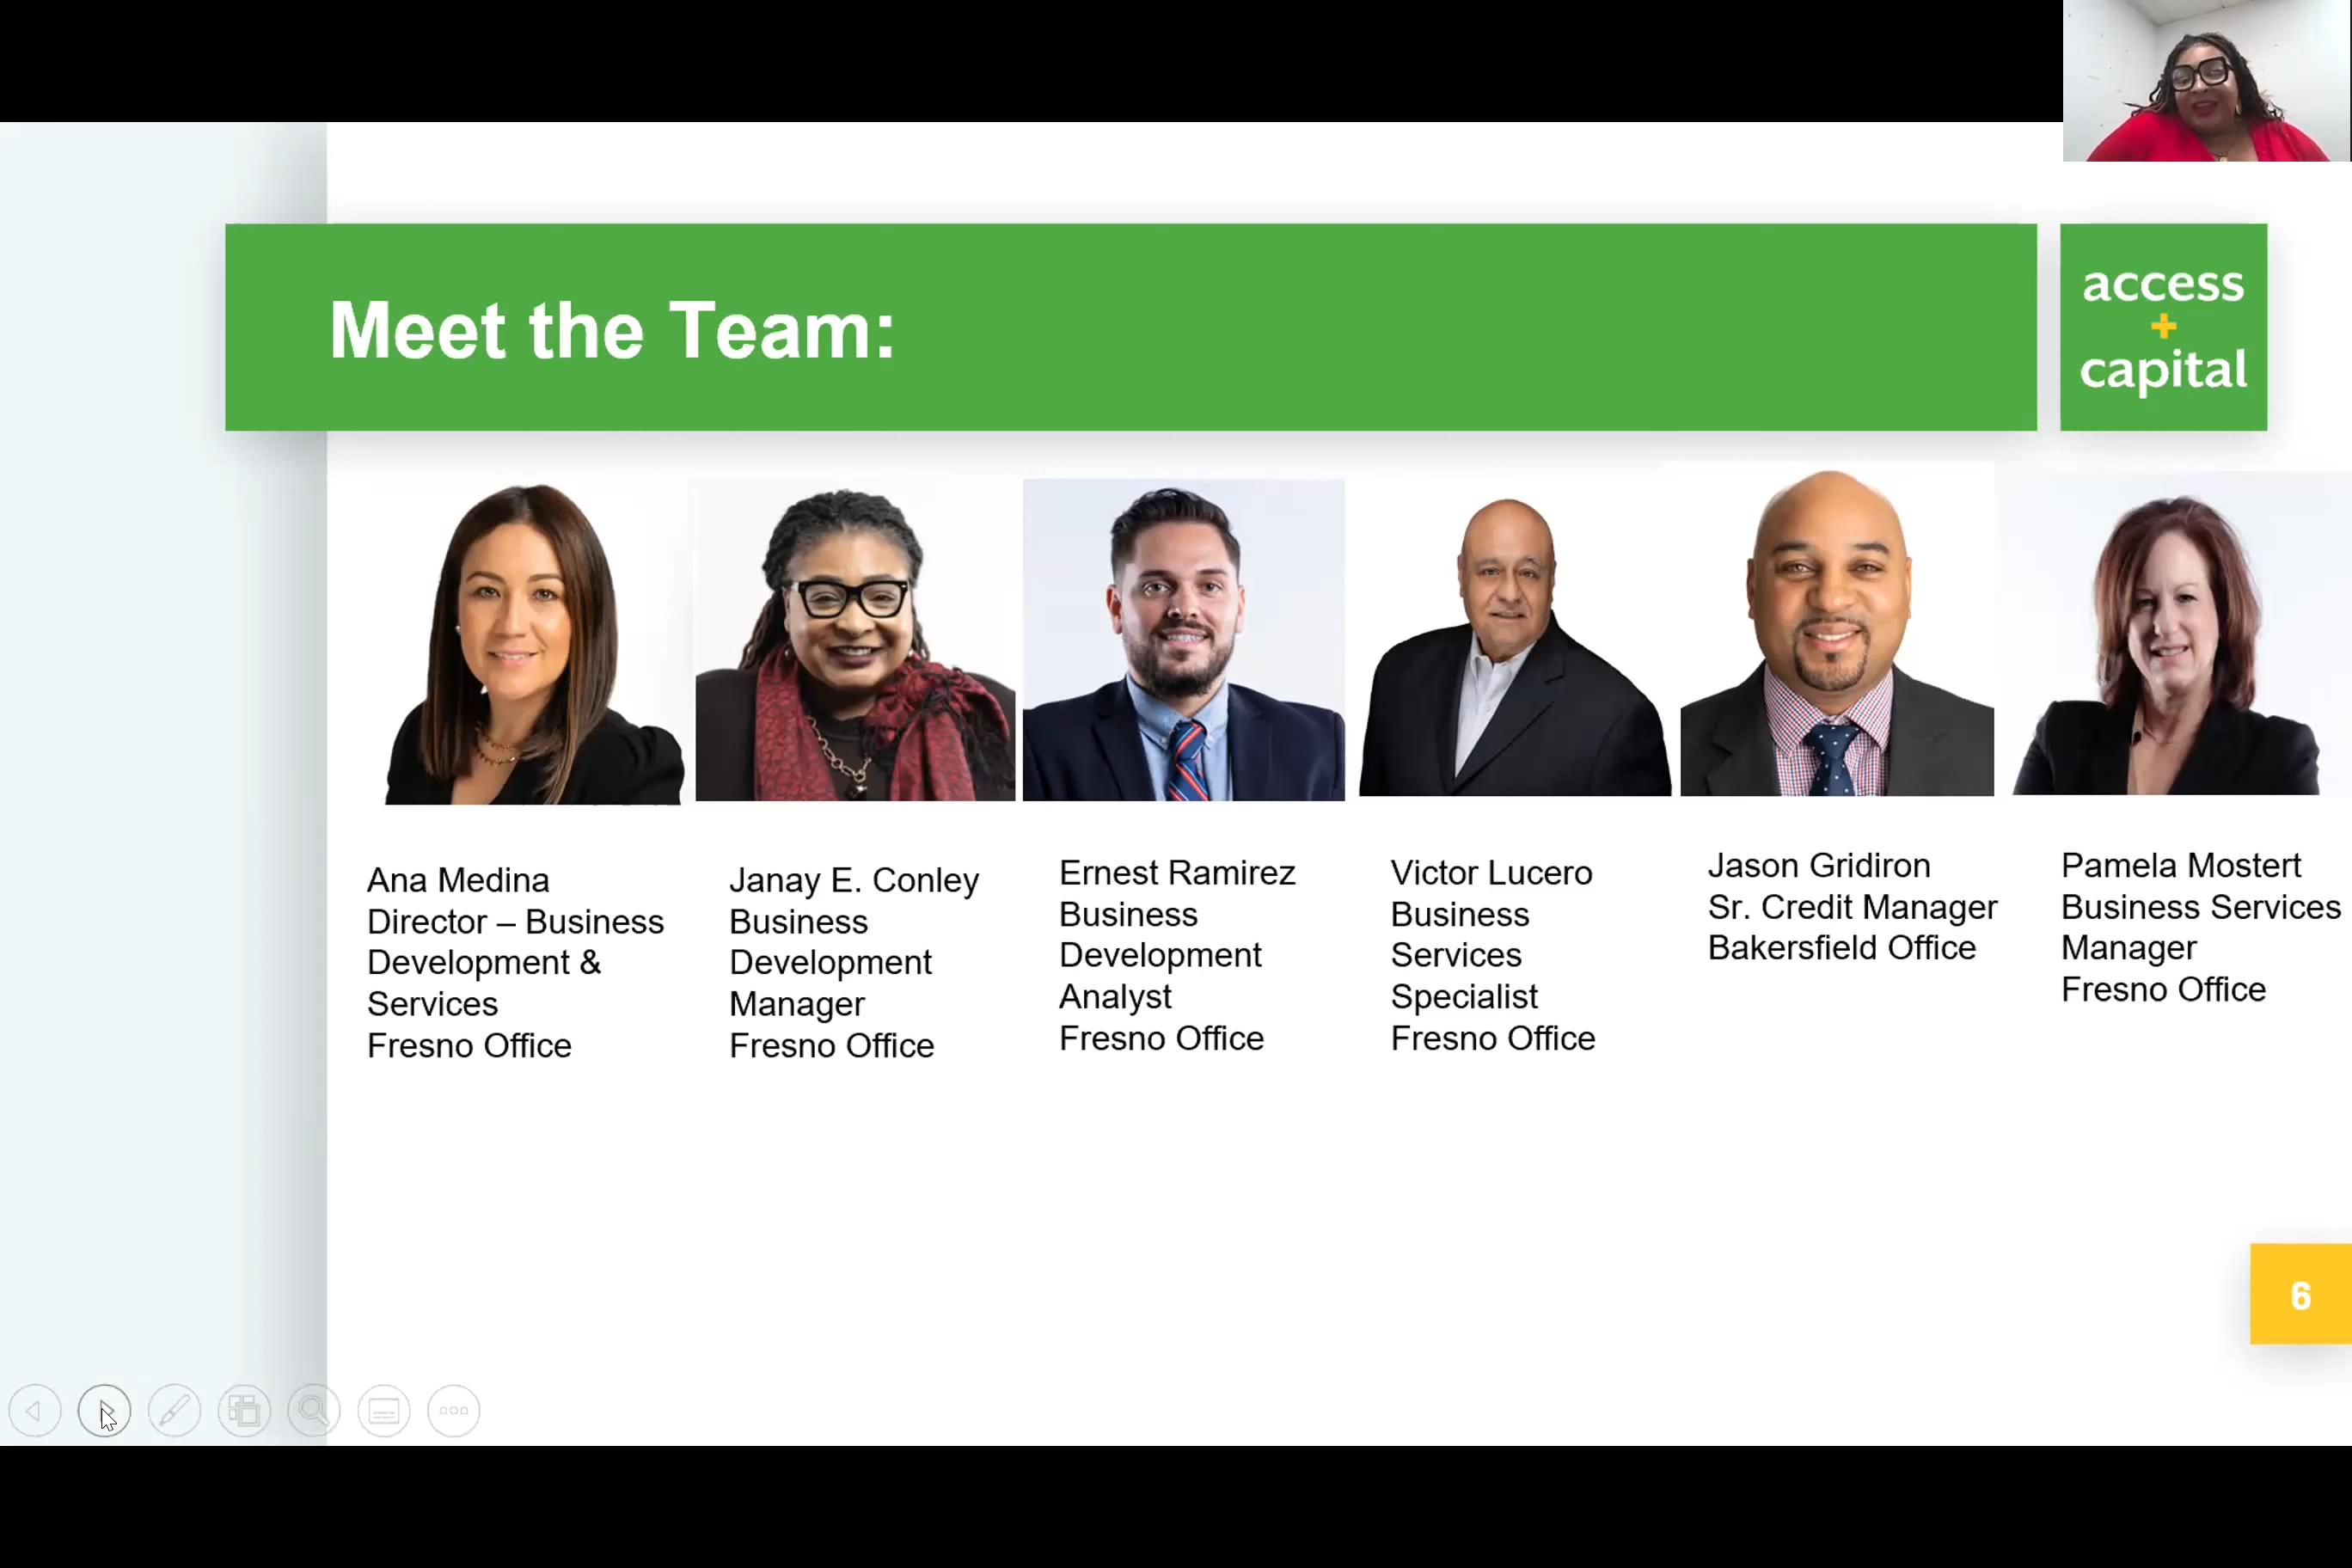 Meet the Team:
access
+
capital
Ana Medina
Director – Business
Development &
Services
Fresno Office
Janay E. Conley
Business
Development
Manager
Fresno Office
Ernest Ramirez
Business
Development
Analyst
Fresno Office
Victor Lucero
Business
Services
Specialist
Fresno Office
Jason Gridiron
Sr. Credit Manager
Bakersfield Office
Pamela Mostert
Business Services
Manager
Fresno Office
6